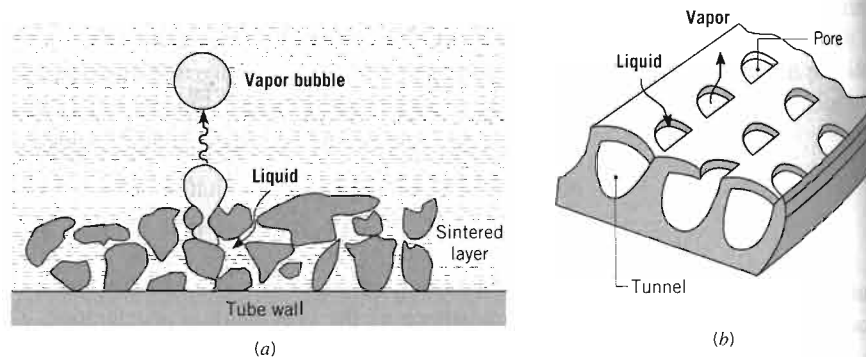 Vapor bubble
Liquid
Sintered
layer
Tube wall
(a)
Vapor
Pore
Liquid
Tunnel
(b)